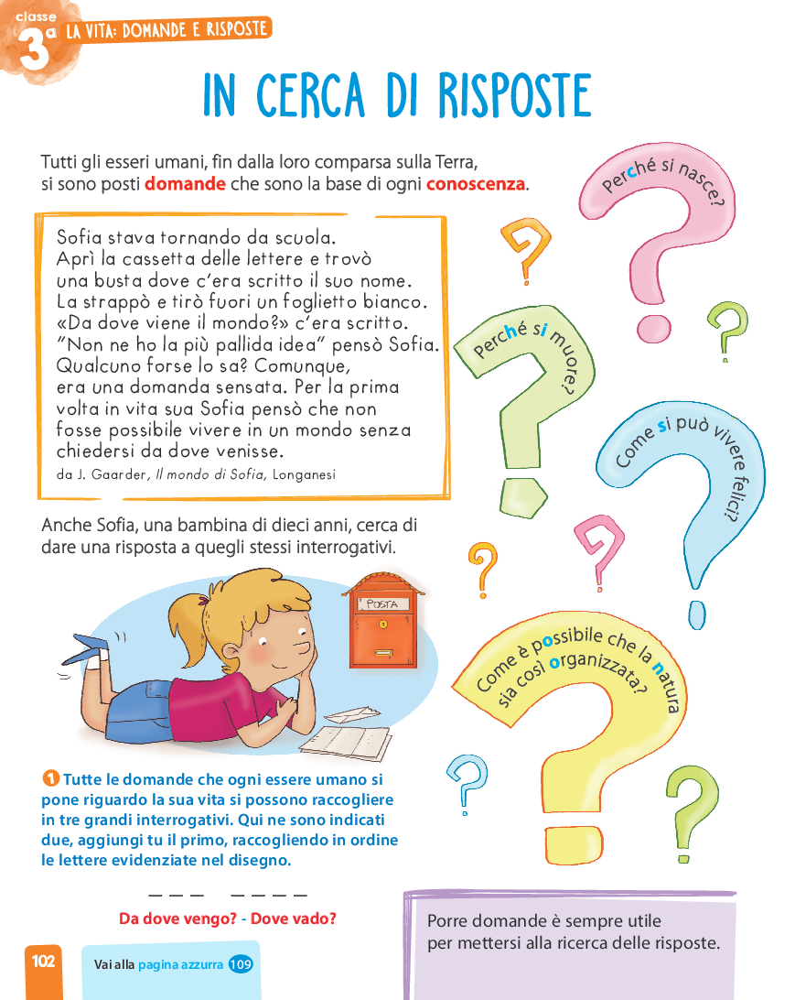 classe
3a LA VITA: DOMANDE E RISPOSTE
IN CERCA DI RISPOSTE
Tutti gli esseri umani, fin dalla loro comparsa sulla Terra,
si sono posti domande che sono la base di ogni conoscenza.
Sofia stava tornando da scuola.
Aprì la cassetta delle lettere e trovò
una busta dove c'era scritto il suo nome.
La strappò e tirò fuori un foglietto bianco.
«Da dove viene il mondo?» c'era scritto.
"Non ne ho la più pallida idea" pensò Sofia.
Qualcuno forse lo sa? Comunque,
era una domanda sensata. Per la prima
volta in vita sua Sofia pensò che non
fosse possibile vivere in un mondo senza
chiedersi da dove venisse.
da J. Gaarder, Il mondo di Sofia, Longanesi
Perché si nasce?
Perché si muore?
Come si può vivere felici?
Come è possibile che la natura
sia così organizzata?
Anche Sofia, una bambina di dieci anni, cerca di
dare una risposta a quegli stessi interrogativi.
POSTA
1 Tutte le domande che ogni essere umano si
pone riguardo la sua vita si possono raccogliere
in tre grandi interrogativi. Qui ne sono indicati
due, aggiungi tu il primo, raccogliendo in ordine
le lettere evidenziate nel disegno.
_ _ _ _ _ _ _
Da dove vengo? - Dove vado?
Porre domande è sempre utile
per mettersi alla ricerca delle risposte.
102
Vai alla pagina azzurra 109